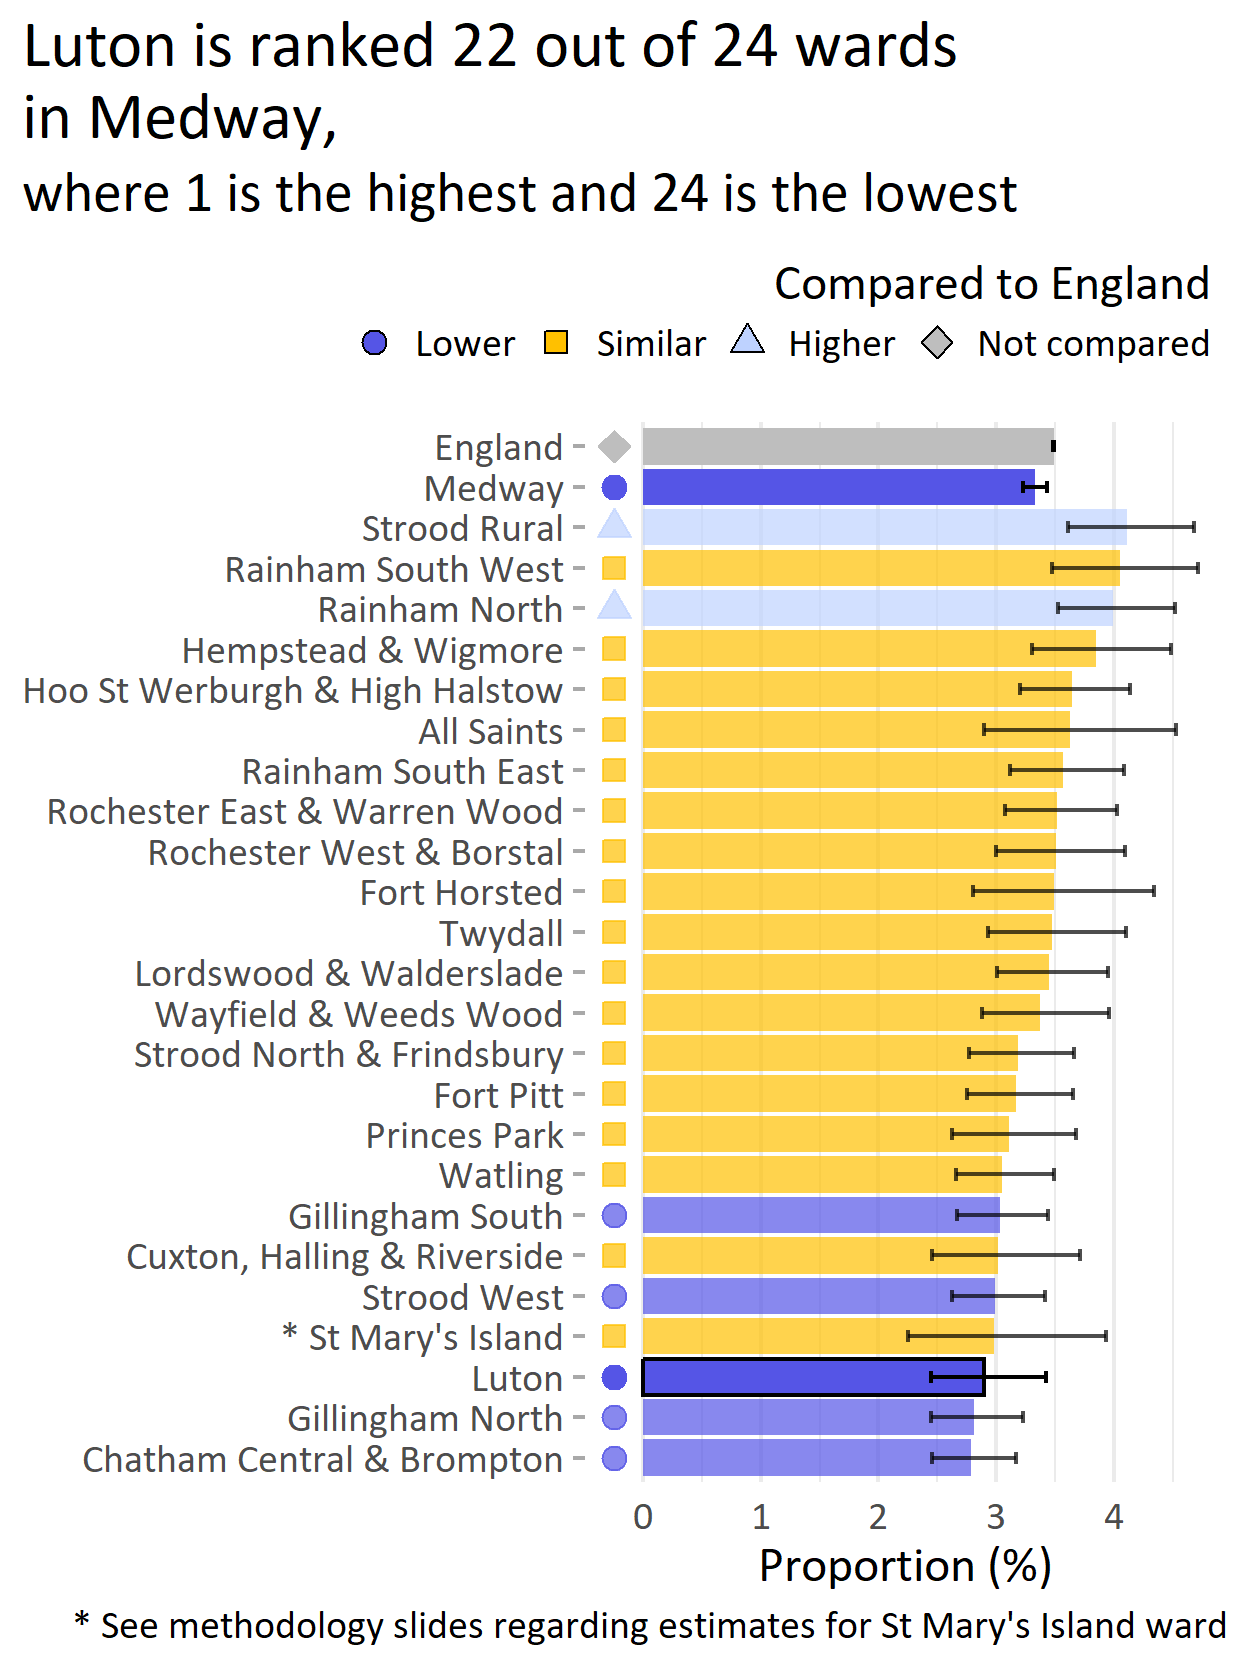 Luton is ranked 22 out of 24 wards
in Medway,
where 1 is the highest and 24 is the lowest
Compared to England
Lower Similar Higher Not compared
England
Medway
Strood Rural
Rainham South West
Rainham North
Hempstead & Wigmore
Hoo St Werburgh & High Halstow
All Saints
Rainham South East
Rochester East & Warren Wood
Rochester West & Borstal
Fort Horsted
Twydall
Lordswood & Walderslade
Wayfield & Weeds Wood
Strood North & Frindsbury
Fort Pitt
Princes Park
Watling
Gillingham South
Cuxton, Halling & Riverside
Strood West
* St Mary's Island
Luton
Gillingham North
Chatham Central & Brompton
0 1 2 3 4
Proportion (%)
* See methodology slides regarding estimates for St Mary's Island ward